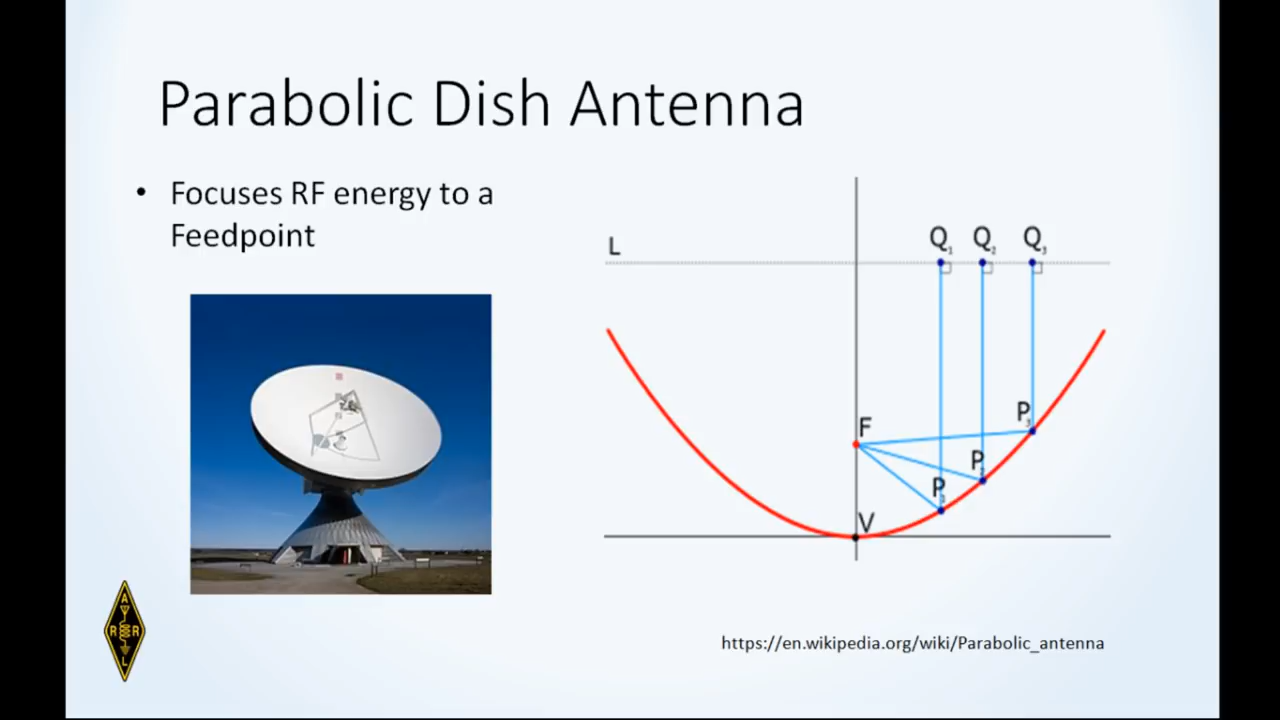 Parabolic Dish Antenna
• Focuses RF energy to a
Feedpoint
L
Q₁ Q₂ Q₃
F
P₃
P₂
P₁
V
A
R R
L
https://en.wikipedia.org/wiki/Parabolic_antenna